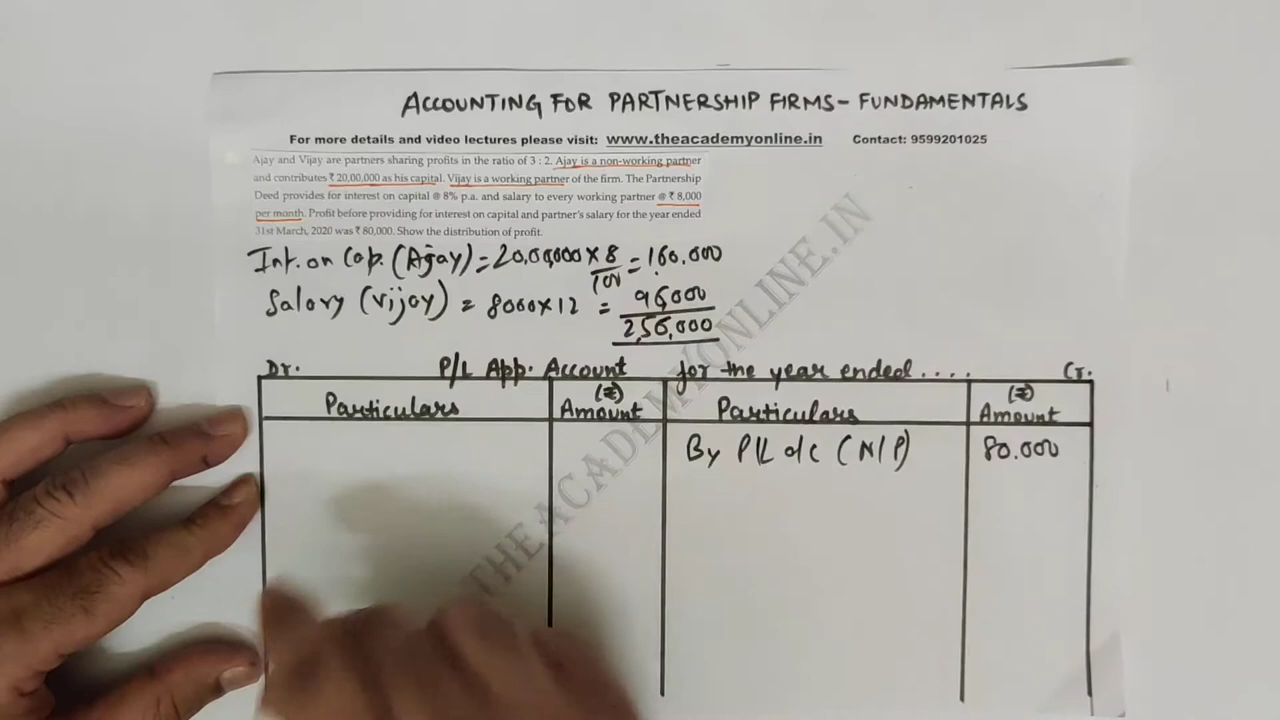 ACCOUNTING FOR PARTNERSHIP FIRMS- FUNDAMENTALS
For more details and video lectures please visit: www.theacademyonline.in Contact: 9599201025
Ajay and Vijay are partners sharing profits in the ratio of 3 : 2. Ajay is a non-working partner
and contributes ₹ 20,00,000 as his capital. Vijay is a working partner of the firm. The Partnership
Deed provides for interest on capital @ 8% p.a. and salary to every working partner @ ₹ 8,000
per month. Profit before providing for interest on capital and partner's salary for the year ended
31st March, 2020 was ₹ 80,000. Show the distribution of profit.
Int. on Cap. (Ajay) = 20,00,000 × 8/100 = 160,000
Salary (Vijay) = 8000×12 = 96,000
2,56,000
Dr. P/L App. Account for the year ended.... Cr.
Particulars (₹) Amount Particulars (₹) Amount
By P/L a/c (N/P) 80,000
THEACADEMYONLINE.IN